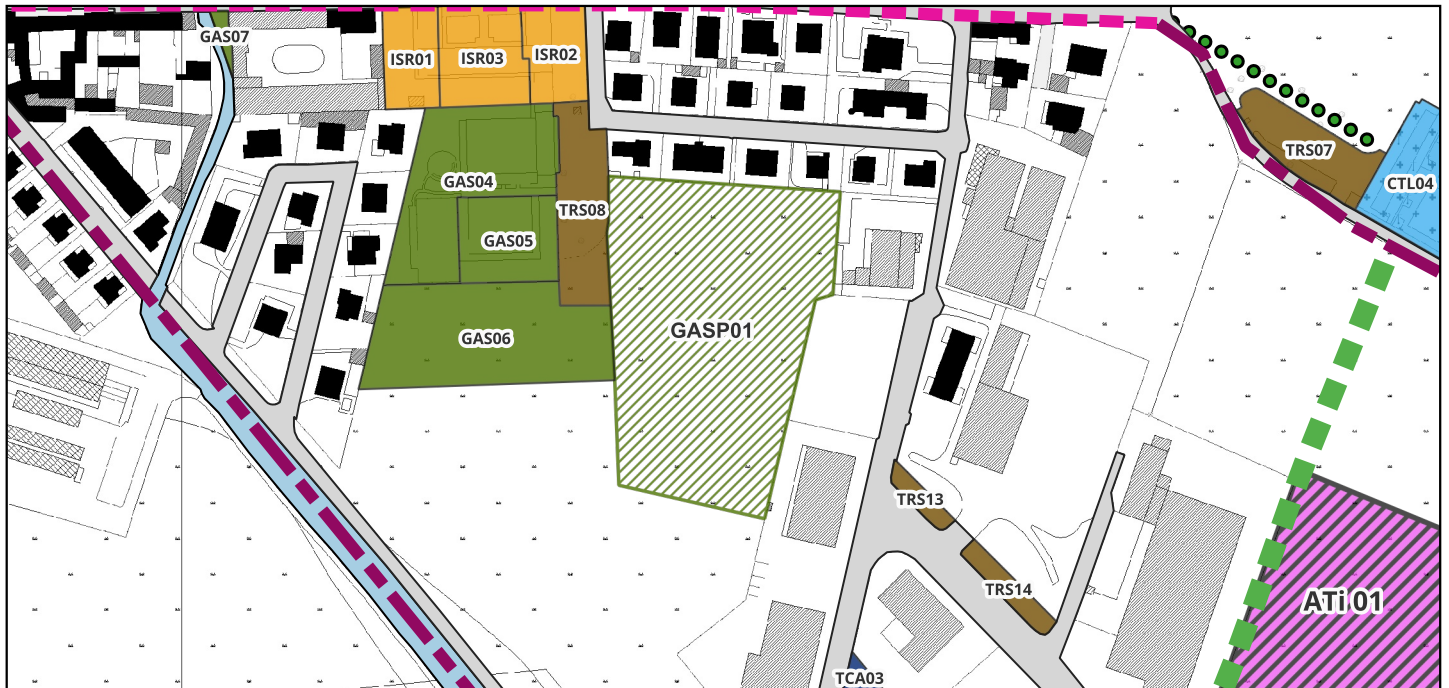 GAS07
ISR01
ISR03
ISR02
TRS07
CTL04
GAS04
TRS08
GAS05
GASP01
GAS06
TRS13
TRS14
ATi 01
TCA03